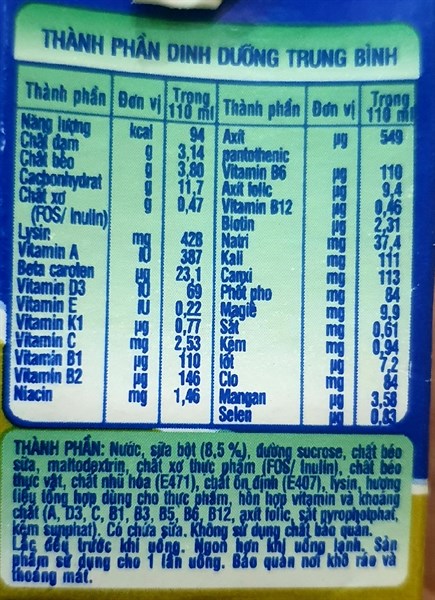 THÀNH PHẦN DINH DƯỠNG TRUNG BÌNH
Thành phần Đơn vị Trong 110 ml
Năng lượng kcal 94
Chất đạm g 3,14
Chất béo g 3,80
Cacbonhydrat g 11,7
Chất xơ (FOS/ Inulin) g 0,47
Lysin mg 428
Vitamin A IU 387
Beta caroten µg 23,1
Vitamin D3 IU 69
Vitamin E IU 0,22
Vitamin K1 µg 0,77
Vitamin C mg 2,53
Vitamin B1 µg 110
Vitamin B2 µg 146
Niacin mg 1,46
Thành phần Đơn vị Trong 110 ml
Axít pantothenic µg 549
Vitamin B6 µg 110
Axít folic µg 9,4
Vitamin B12 µg 0,46
Biotin µg 2,31
Natri mg 37,4
Kali mg 111
Canxi mg 113
Phốt pho mg 84
Magiê mg 9,9
Sắt mg 0,61
Kẽm mg 0,94
Iốt µg 7,2
Clo mg 84
Mangan µg 3,58
Selen µg 0,83
THÀNH PHẦN: Nước, sữa bột (8,5 %), đường sucrose, chất béo
sữa, maltodextrin, chất xơ thực phẩm (FOS/ Inulin), chất béo
thực vật, chất nhũ hóa (E471), chất ổn định (E407), lysin, hương
liệu tổng hợp dùng cho thực phẩm, hỗn hợp vitamin và khoáng
chất (A, D3, C, B1, B3, B5, B6, B12, axít folic, sắt pyrophotphat,
kẽm sunphat). Có chứa sữa. Không sử dụng chất bảo quản.
Lắc đều trước khi uống. Ngon hơn khi uống lạnh. Sản
phẩm sử dụng cho 1 lần uống. Bảo quản nơi khô ráo và
thoáng mát.